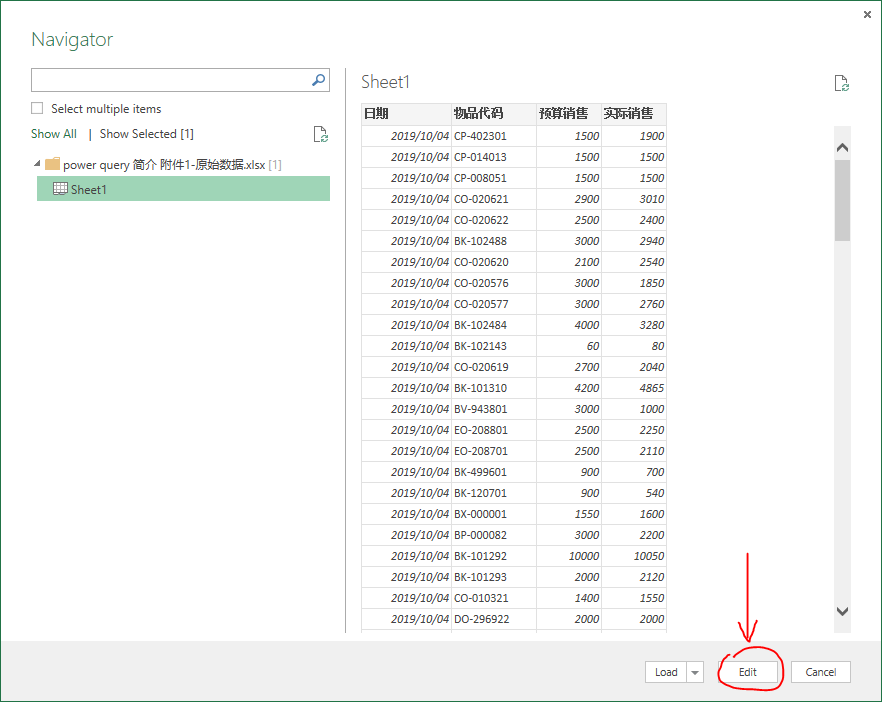 Navigator
Select multiple items
Show All | Show Selected [1]
power query 简介 附件1-原始数据.xlsx [1]
Sheet1
Sheet1
日期 物品代码 预算销售 实际销售
2019/10/04 CP-402301 1500 1900
2019/10/04 CP-014013 1500 1500
2019/10/04 CP-008051 1500 1500
2019/10/04 CO-020621 2900 3010
2019/10/04 CO-020622 2500 2400
2019/10/04 BK-102488 3000 2940
2019/10/04 CO-020620 2100 2540
2019/10/04 CO-020576 3000 1850
2019/10/04 CO-020577 3000 2760
2019/10/04 BK-102484 4000 3280
2019/10/04 BK-102143 60 80
2019/10/04 CO-020619 2700 2040
2019/10/04 BK-101310 4200 4865
2019/10/04 BV-943801 3000 1000
2019/10/04 EO-208801 2500 2250
2019/10/04 EO-208701 2500 2110
2019/10/04 BK-499601 900 700
2019/10/04 BK-120701 900 540
2019/10/04 BX-000001 1550 1600
2019/10/04 BP-000082 3000 2200
2019/10/04 BK-101292 10000 10050
2019/10/04 BK-101293 2000 2120
2019/10/04 CO-010321 1400 1550
2019/10/04 DO-296922 2000 2000
Load Edit Cancel